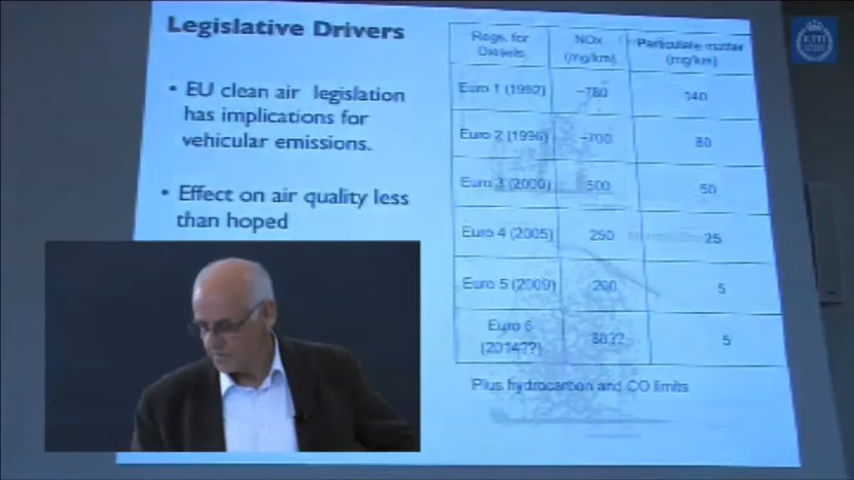 Legislative Drivers
• EU clean air legislation
has implications for
vehicular emissions.
• Effect on air quality less
than hoped
Regs. for Diesels NOx (mg/km) Particulate matter (mg/km)
Euro 1 (1992) ~780 140
Euro 2 (1996) ~700 80
Euro 3 (2000) 500 50
Euro 4 (2005) 250 25
Euro 5 (2009) 200 5
Euro 6 (2014??) 80?? 5
Plus hydrocarbon and CO limits
KTH